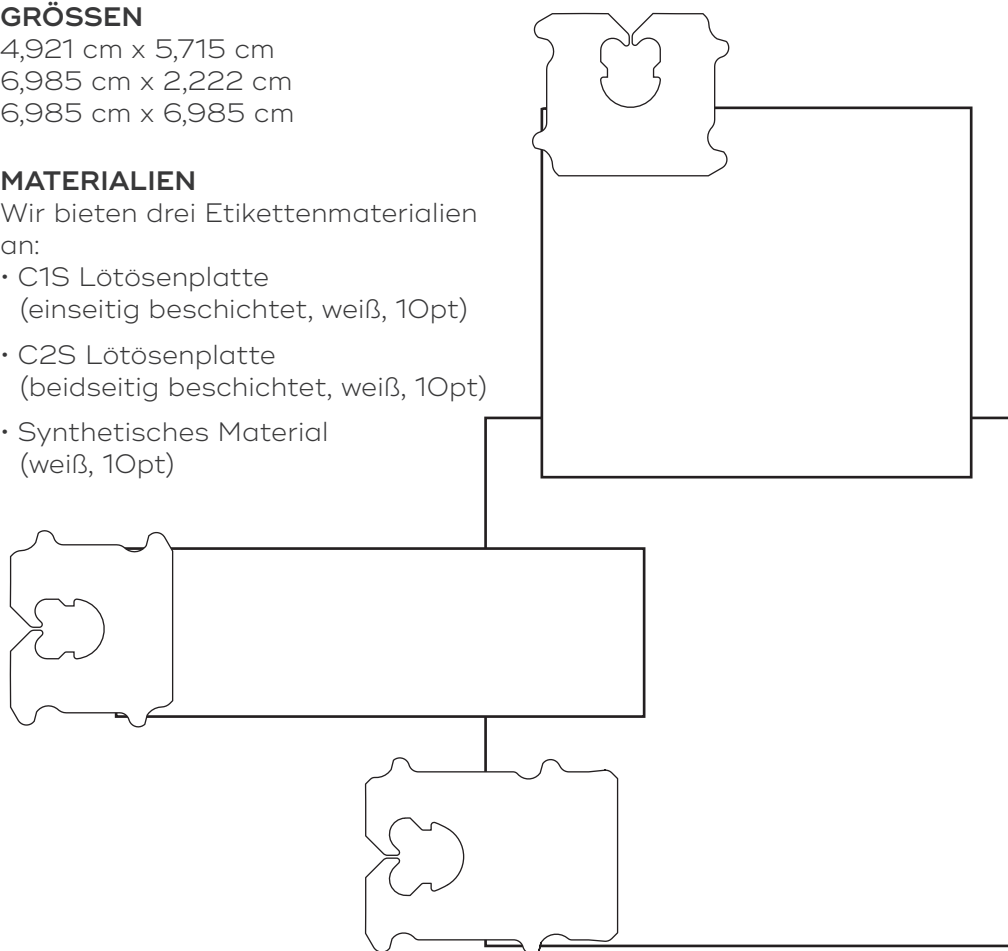 GRÖSSEN
4,921 cm x 5,715 cm
6,985 cm x 2,222 cm
6,985 cm x 6,985 cm
MATERIALIEN
Wir bieten drei Etikettenmaterialien
an:
• C1S Lötösenplatte
(einseitig beschichtet, weiß, 10pt)
• C2S Lötösenplatte
(beidseitig beschichtet, weiß, 10pt)
• Synthetisches Material
(weiß, 10pt)